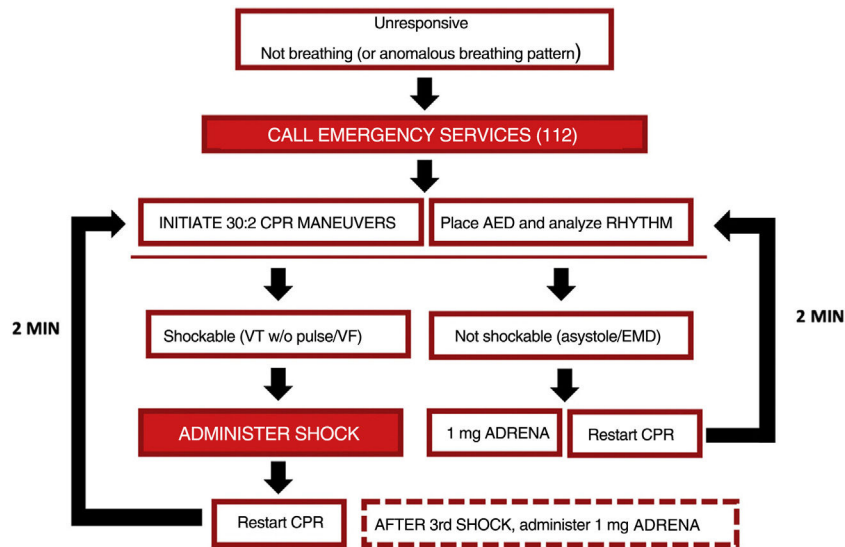 Unresponsive
Not breathing (or anomalous breathing pattern)
CALL EMERGENCY SERVICES (112)
INITIATE 30:2 CPR MANEUVERS
Place AED and analyze RHYTHM
2 MIN
2 MIN
Shockable (VT w/o pulse/VF)
Not shockable (asystole/EMD)
ADMINISTER SHOCK
1 mg ADRENA
Restart CPR
Restart CPR
AFTER 3rd SHOCK, administer 1 mg ADRENA